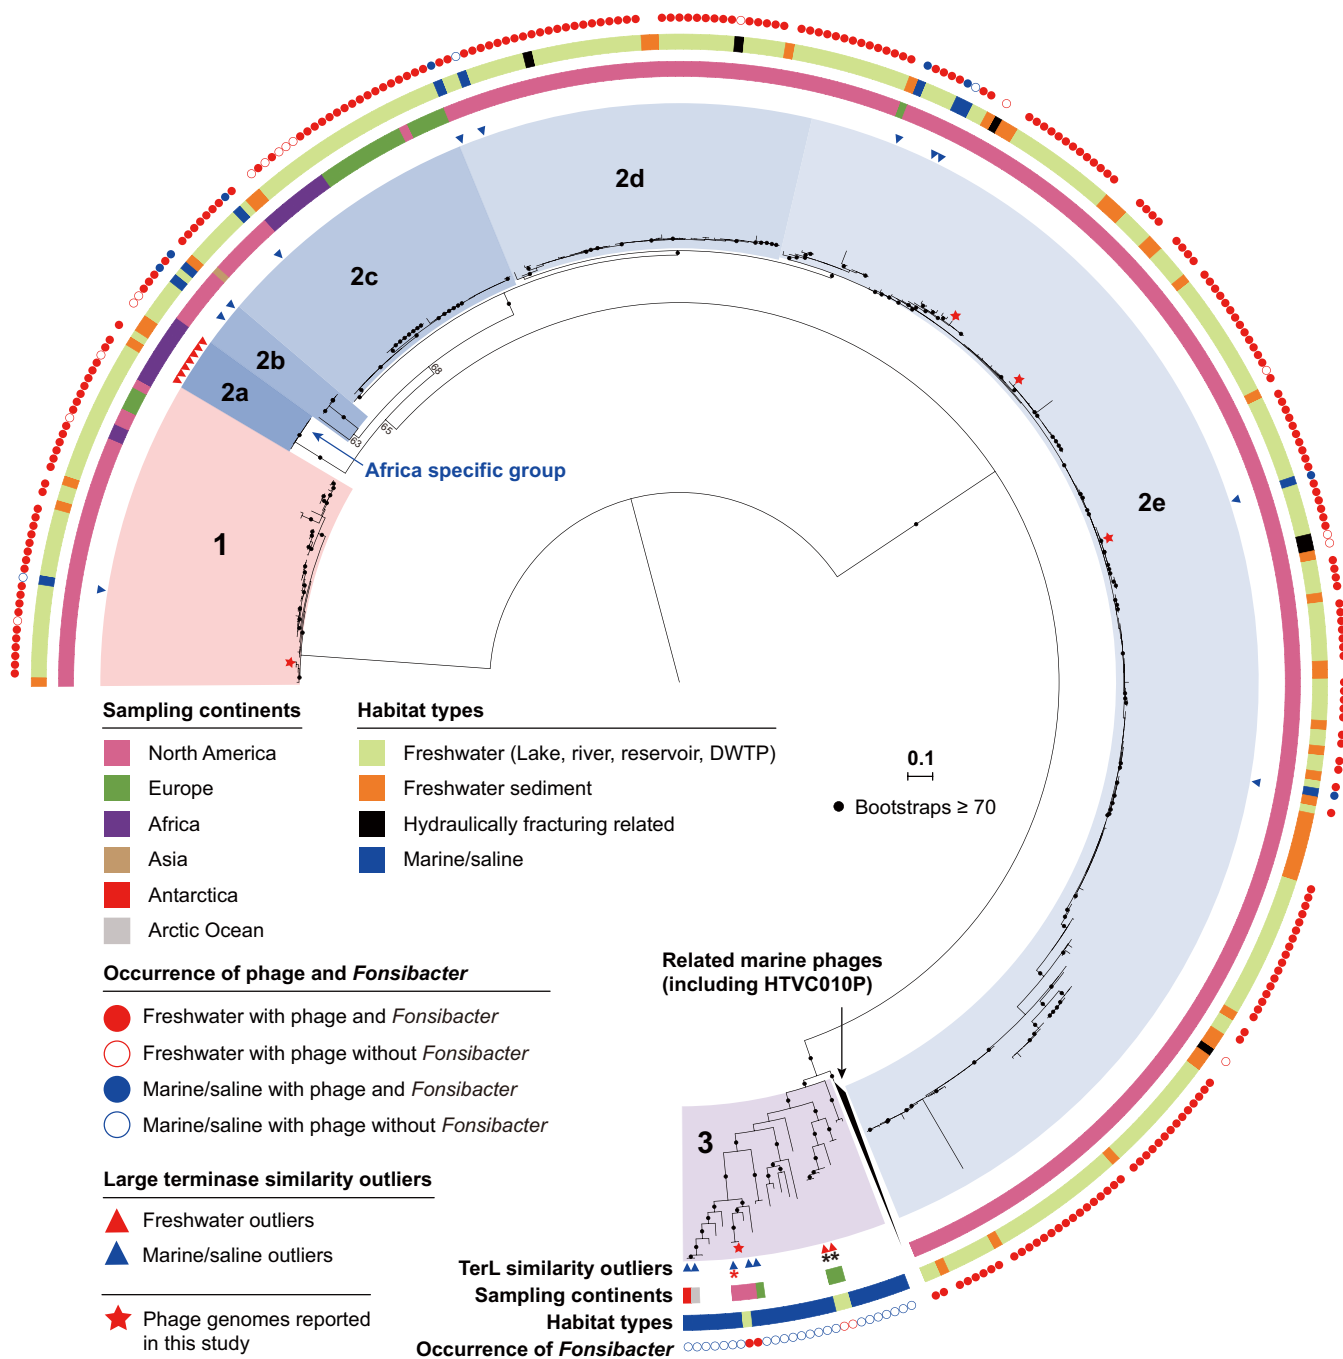 2d
2c
2b
2a
68
65
63
Africa specific group
1
2e
Sampling continents
North America
Europe
Africa
Asia
Antarctica
Arctic Ocean
Habitat types
Freshwater (Lake, river, reservoir, DWTP)
Freshwater sediment
Hydraulically fracturing related
Marine/saline
0.1
Bootstraps ≥ 70
Occurrence of phage and Fonsibacter
Freshwater with phage and Fonsibacter
Freshwater with phage without Fonsibacter
Marine/saline with phage and Fonsibacter
Marine/saline with phage without Fonsibacter
Related marine phages
(including HTVC010P)
3
Large terminase similarity outliers
Freshwater outliers
Marine/saline outliers
Phage genomes reported
in this study
**
*
TerL similarity outliers
Sampling continents
Habitat types
Occurrence of Fonsibacter